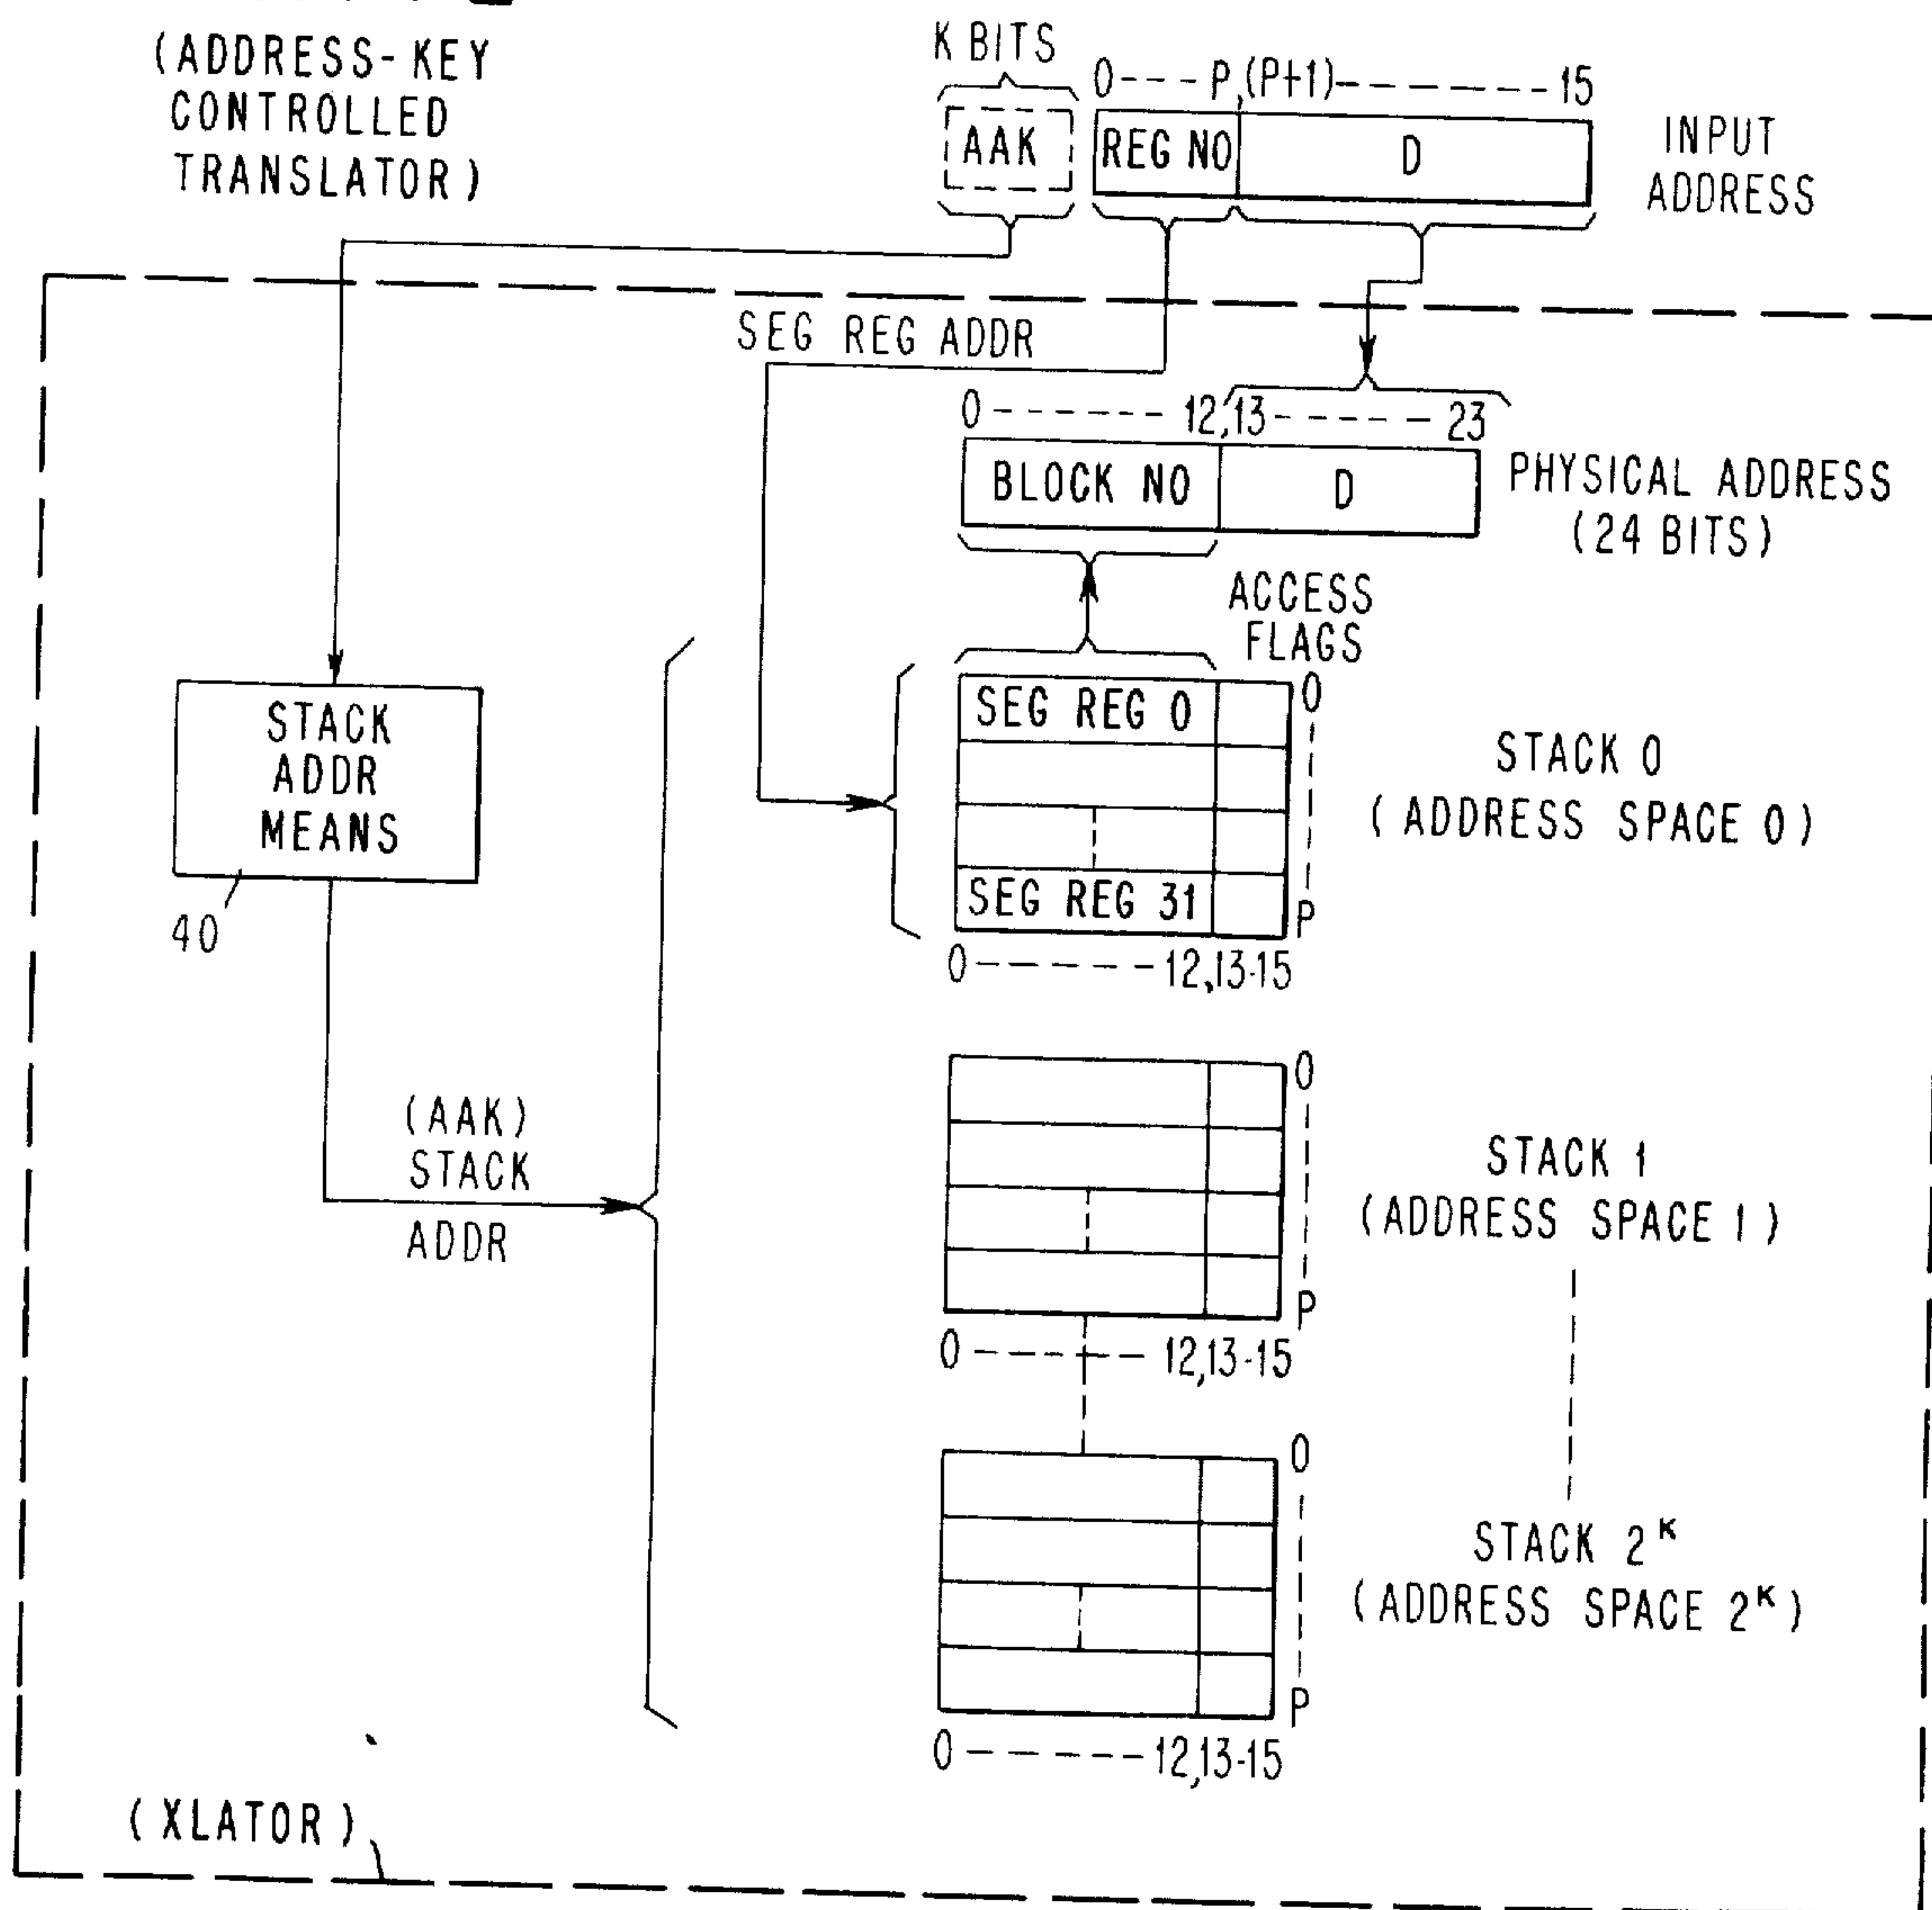 (ADDRESS-KEY
CONTROLLED
TRANSLATOR)
K BITS
0---P,(P+1)-------15
AAK
REG NO
D
INPUT
ADDRESS
SEG REG ADDR
0------12,13-----23
BLOCK NO
D
PHYSICAL ADDRESS
(24 BITS)
ACCESS
FLAGS
STACK
ADDR
MEANS
40
SEG REG 0
SEG REG 31
0
P
0------12,13-15
STACK 0
(ADDRESS SPACE 0)
(AAK)
STACK
ADDR
0
P
0----- 12,13-15
STACK 1
(ADDRESS SPACE 1)
0
P
0-----12,13-15
STACK 2ᴷ
(ADDRESS SPACE 2ᴷ)
(XLATOR)